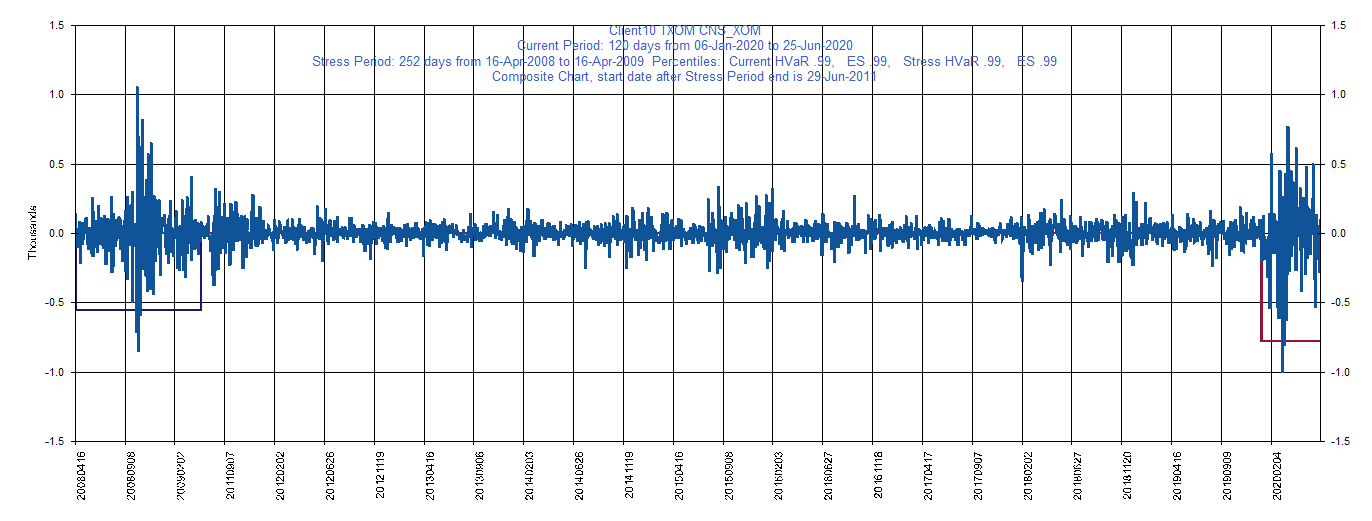 Client10 TXOM CNS_XOM
Current Period: 120 days from 06-Jan-2020 to 25-Jun-2020
Stress Period: 252 days from 16-Apr-2008 to 16-Apr-2009 Percentiles: Current HVaR .99, ES .99, Stress HVaR .99, ES .99
Composite Chart, start date after Stress Period end is 29-Jun-2011
1.5 1.5
1.0 1.0
0.5 0.5
0.0 0.0
-0.5 -0.5
-1.0 -1.0
-1.5 -1.5
Thousands
20080416 20080908 20090202 20110907 20120202 20120626 20121119 20130416 20130906 20140203 20140626 20141119 20150416 20150908 20160203 20160627 20161118 20170417 20170907 20180202 20180627 20181120 20190416 20190909 20200204